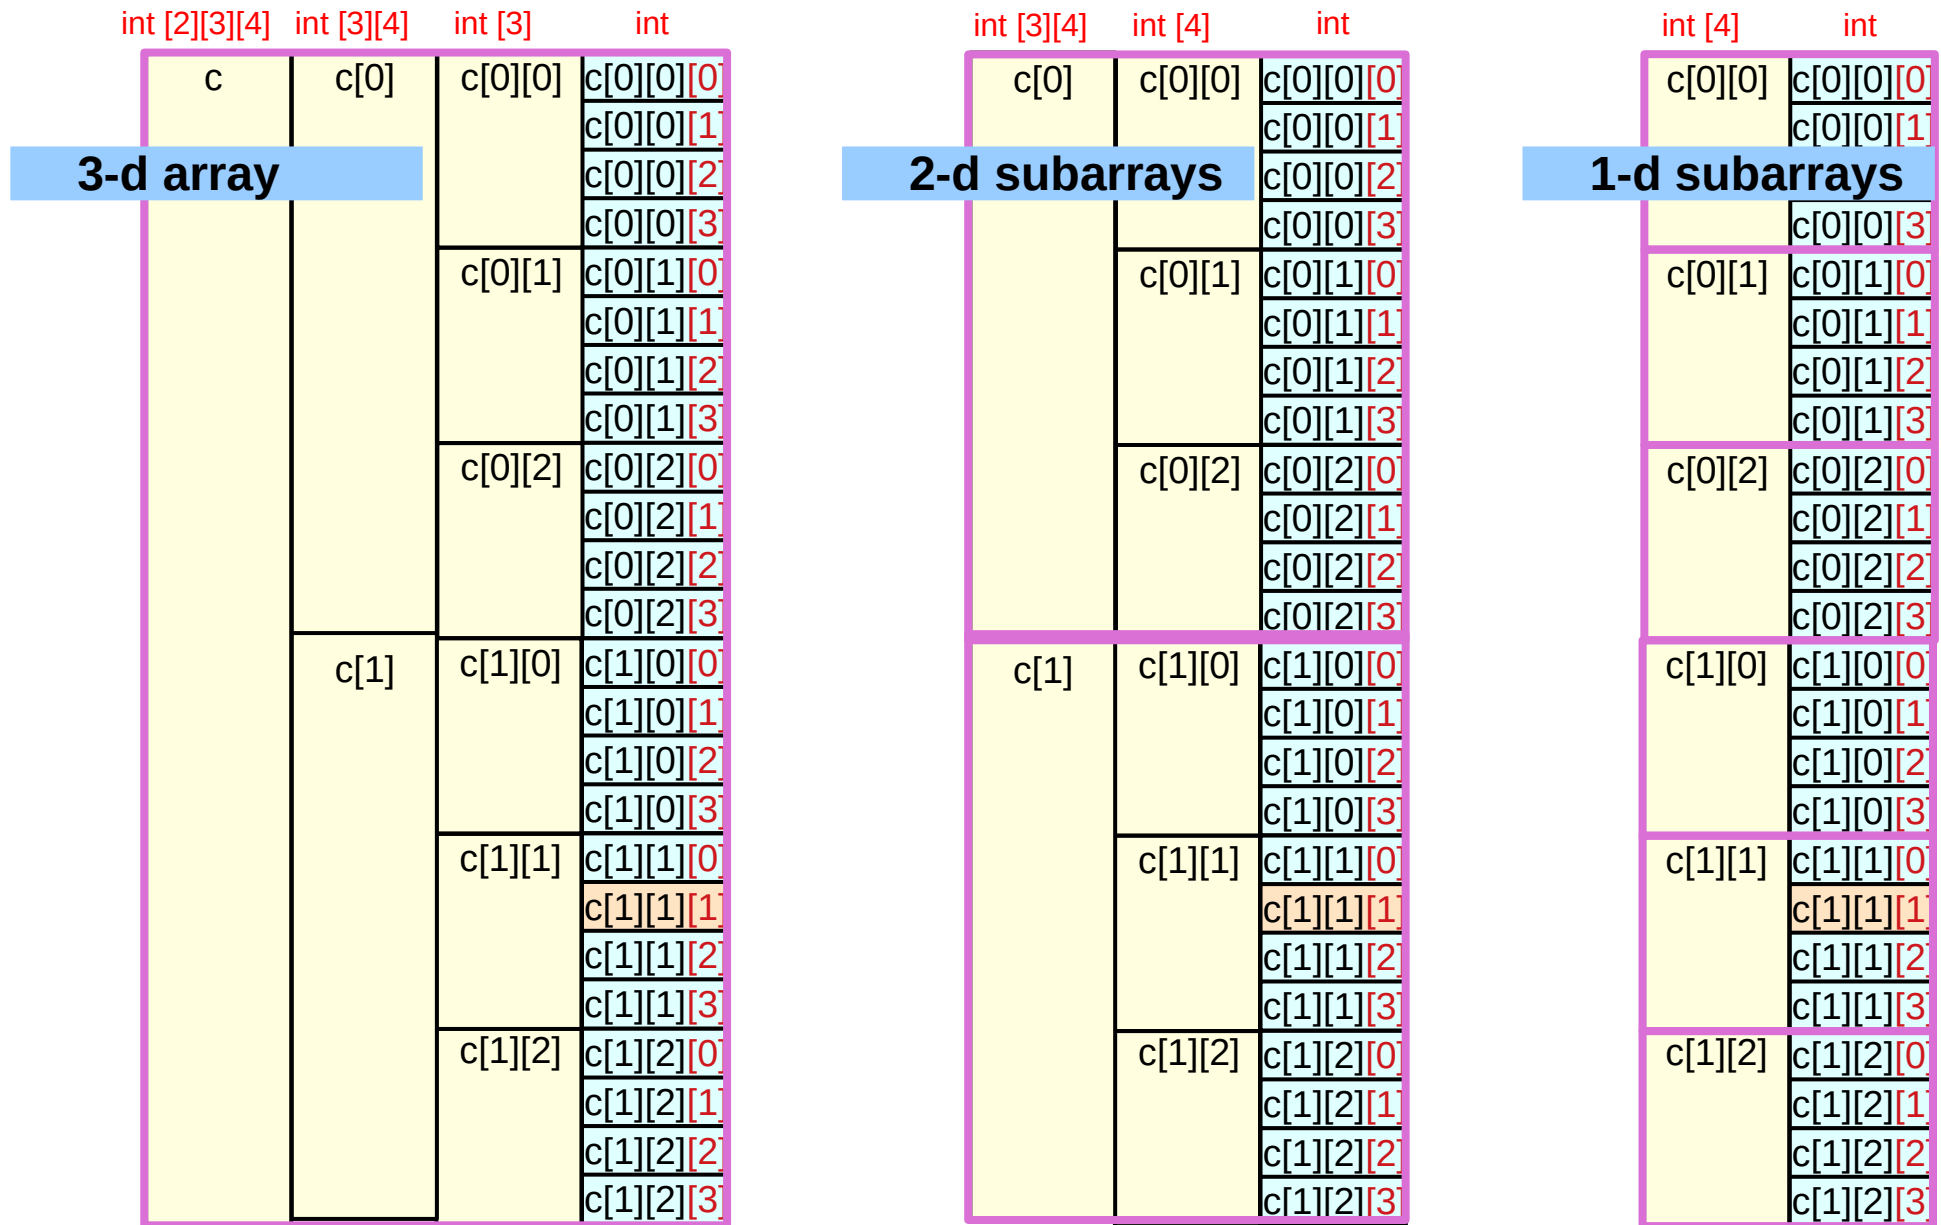 int [2][3][4] int [3][4] int [3] int
c c[0] c[0][0] c[0][0][0]
c[0][0][1]
3-d array
c[0][0][2]
c[0][0][3]
c[0][1] c[0][1][0]
c[0][1][1]
c[0][1][2]
c[0][1][3]
c[0][2] c[0][2][0]
c[0][2][1]
c[0][2][2]
c[0][2][3]
c[1] c[1][0] c[1][0][0]
c[1][0][1]
c[1][0][2]
c[1][0][3]
c[1][1] c[1][1][0]
c[1][1][1]
c[1][1][2]
c[1][1][3]
c[1][2] c[1][2][0]
c[1][2][1]
c[1][2][2]
c[1][2][3]
int [3][4] int [4] int
c[0] c[0][0] c[0][0][0]
c[0][0][1]
2-d subarrays
c[0][0][2]
c[0][0][3]
c[0][1] c[0][1][0]
c[0][1][1]
c[0][1][2]
c[0][1][3]
c[0][2] c[0][2][0]
c[0][2][1]
c[0][2][2]
c[0][2][3]
c[1] c[1][0] c[1][0][0]
c[1][0][1]
c[1][0][2]
c[1][0][3]
c[1][1] c[1][1][0]
c[1][1][1]
c[1][1][2]
c[1][1][3]
c[1][2] c[1][2][0]
c[1][2][1]
c[1][2][2]
c[1][2][3]
int [4] int
c[0][0] c[0][0][0]
c[0][0][1]
1-d subarrays
c[0][0][3]
c[0][1] c[0][1][0]
c[0][1][1]
c[0][1][2]
c[0][1][3]
c[0][2] c[0][2][0]
c[0][2][1]
c[0][2][2]
c[0][2][3]
c[1][0] c[1][0][0]
c[1][0][1]
c[1][0][2]
c[1][0][3]
c[1][1] c[1][1][0]
c[1][1][1]
c[1][1][2]
c[1][1][3]
c[1][2] c[1][2][0]
c[1][2][1]
c[1][2][2]
c[1][2][3]